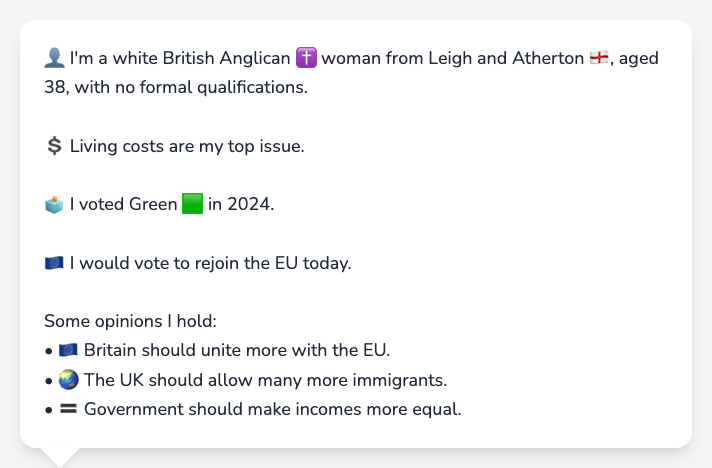 👤 I'm a white British Anglican ✝️ woman from Leigh and Atherton 🏴󠁧󠁢󠁥󠁮󠁧󠁿, aged
38, with no formal qualifications.
💲 Living costs are my top issue.
🗳️ I voted Green 🟩 in 2024.
🇪🇺 I would vote to rejoin the EU today.
Some opinions I hold:
• 🇪🇺 Britain should unite more with the EU.
• 🌏 The UK should allow many more immigrants.
• 🟰 Government should make incomes more equal.